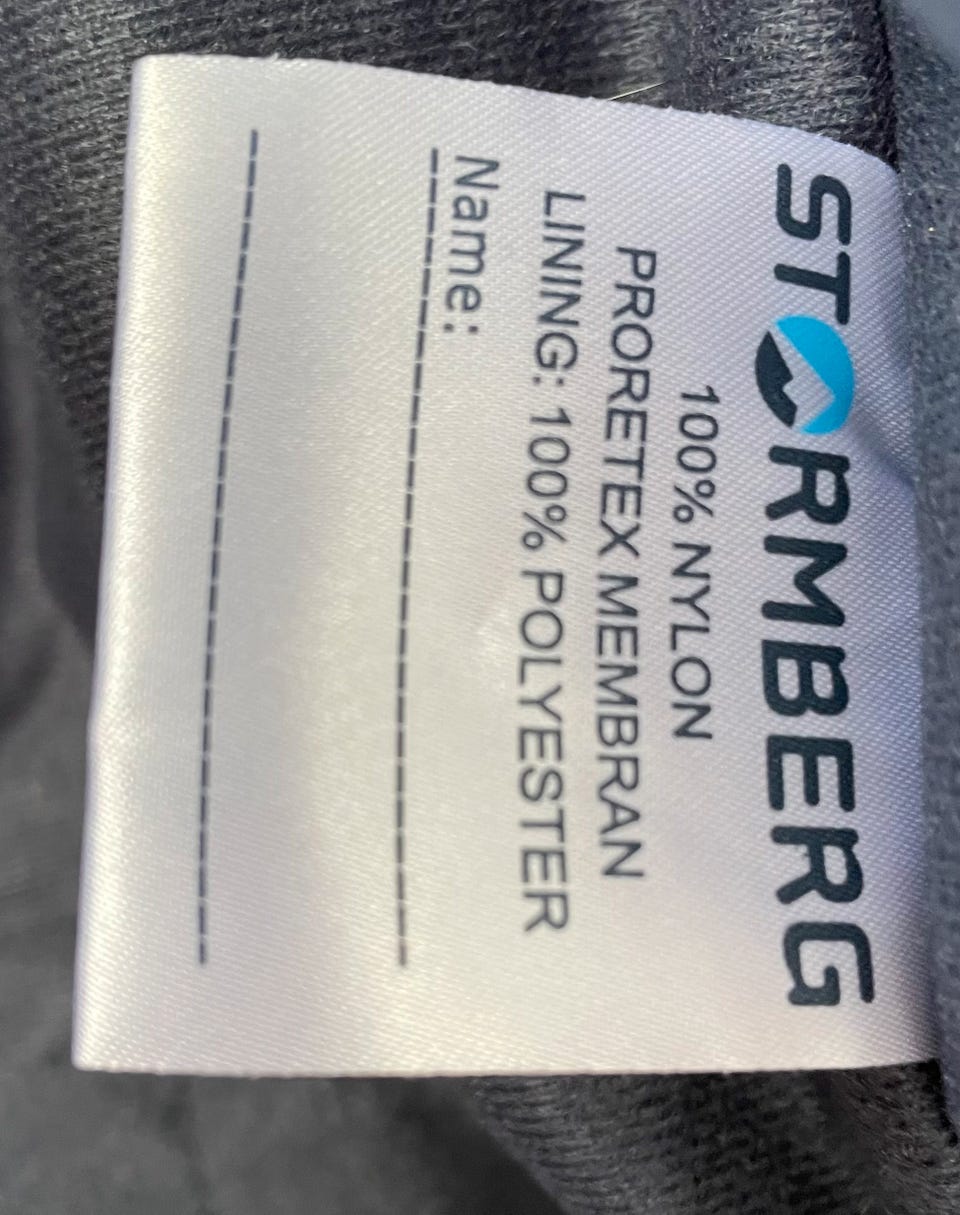 STORMBERG
100% NYLON
PRORETEX MEMBRAN
LINING: 100% POLYESTER
Name: